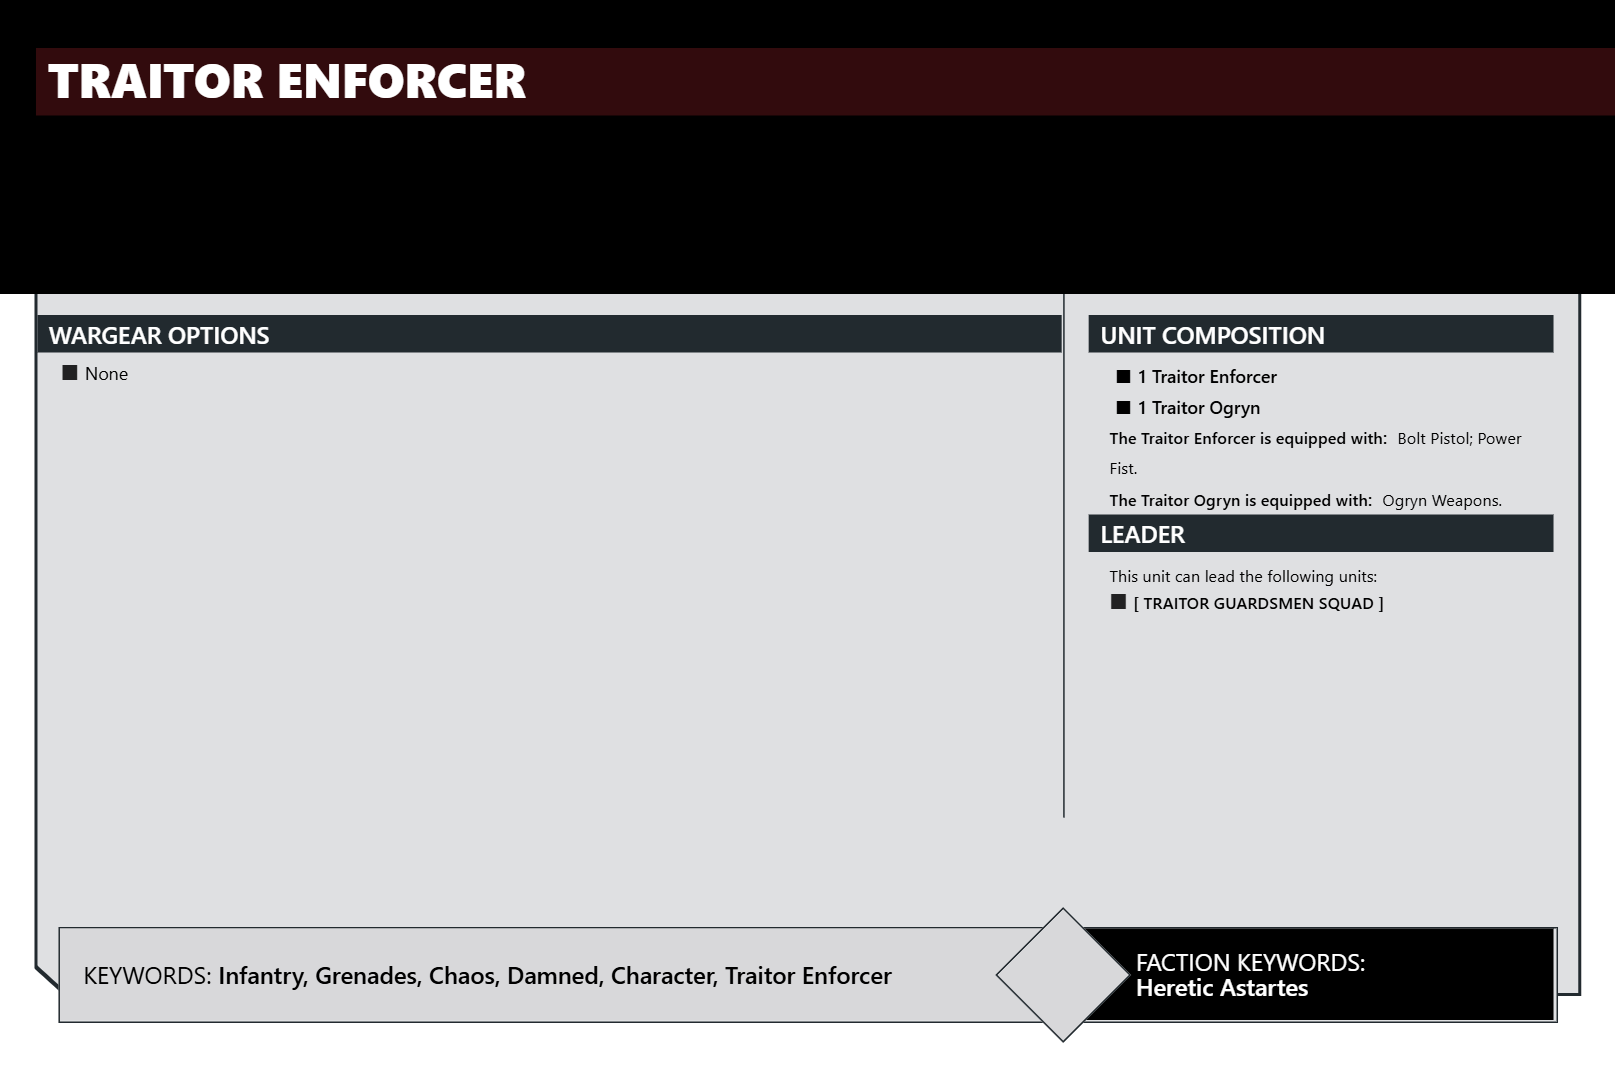 TRAITOR ENFORCER
WARGEAR OPTIONS
None
UNIT COMPOSITION
1 Traitor Enforcer
1 Traitor Ogryn
The Traitor Enforcer is equipped with: Bolt Pistol; Power
Fist.
The Traitor Ogryn is equipped with: Ogryn Weapons.
LEADER
This unit can lead the following units:
[ TRAITOR GUARDSMEN SQUAD ]
KEYWORDS: Infantry, Grenades, Chaos, Damned, Character, Traitor Enforcer
FACTION KEYWORDS:
Heretic Astartes